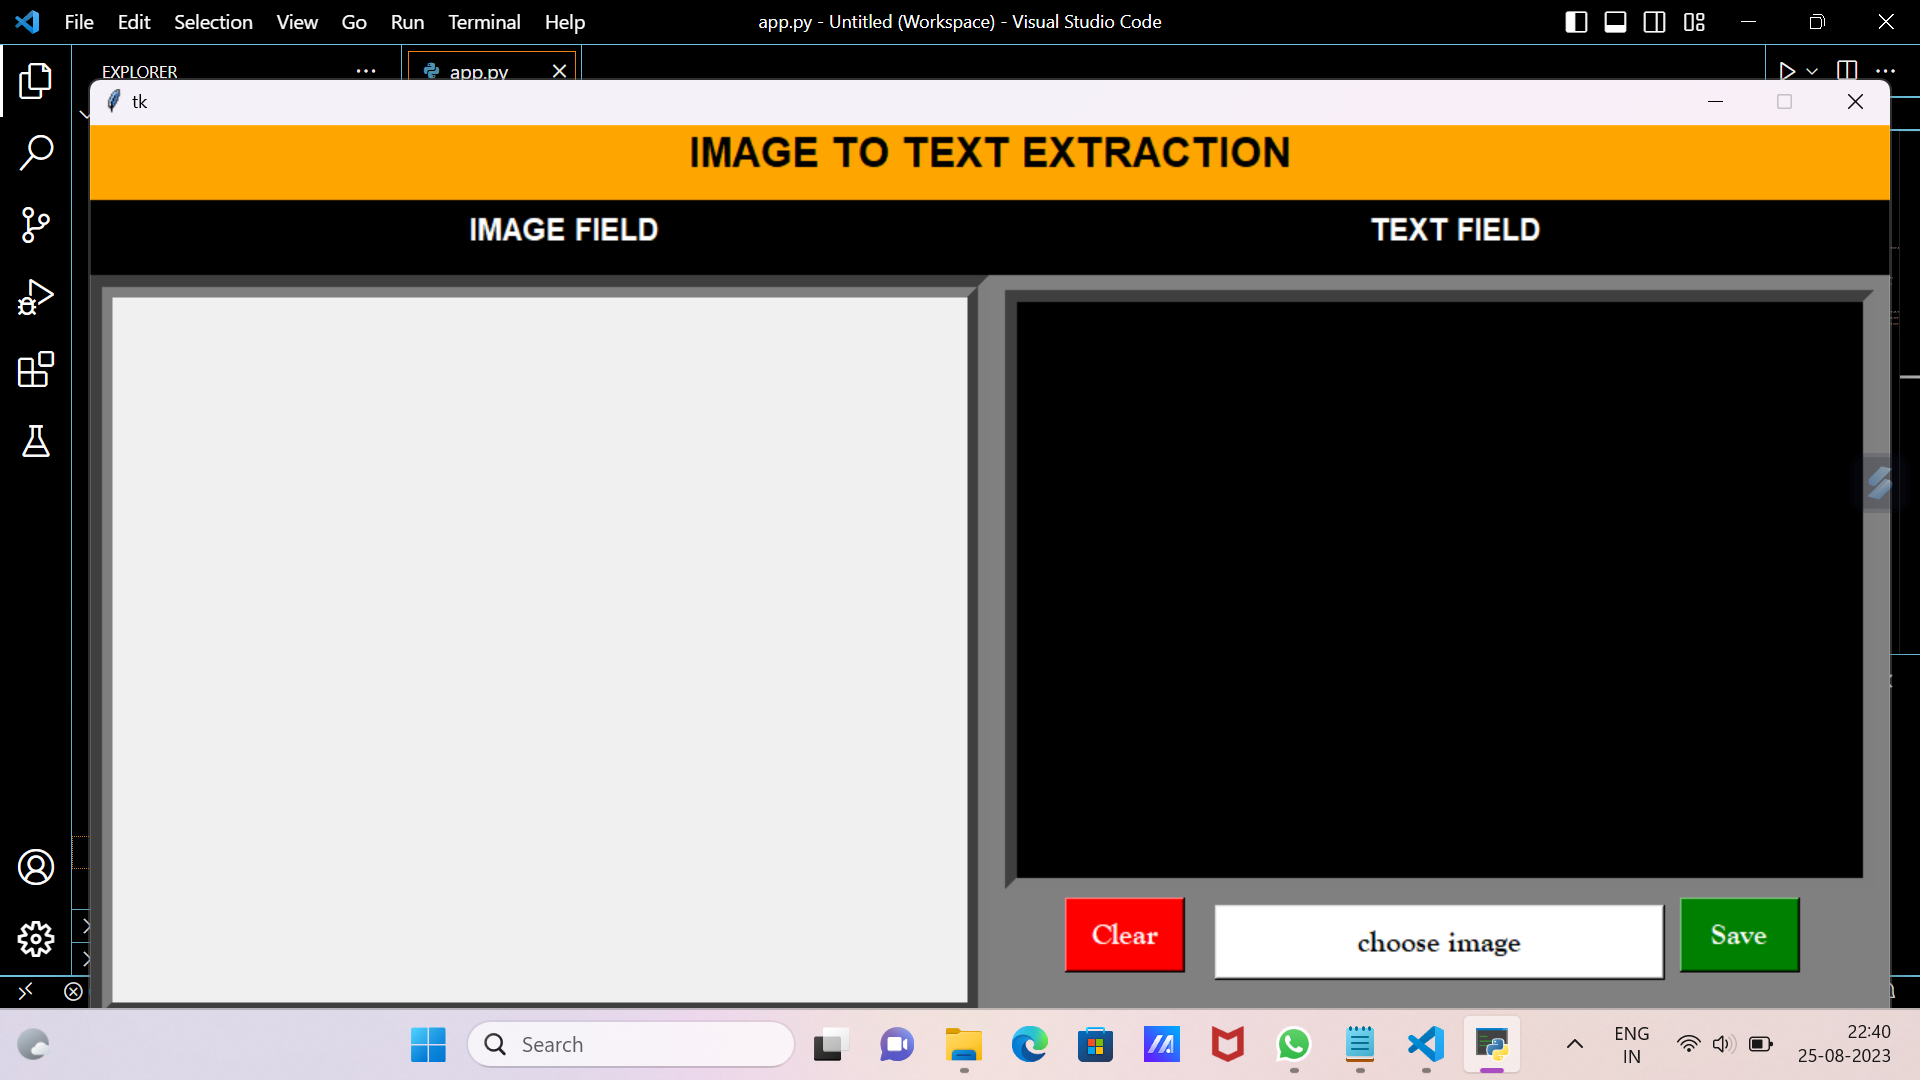 File Edit Selection View Go Run Terminal Help
app.py - Untitled (Workspace) - Visual Studio Code
EXPLORER
app.py
tk
IMAGE TO TEXT EXTRACTION
IMAGE FIELD
TEXT FIELD
Clear
choose image
Save
Search
ENG
IN
22:40
25-08-2023